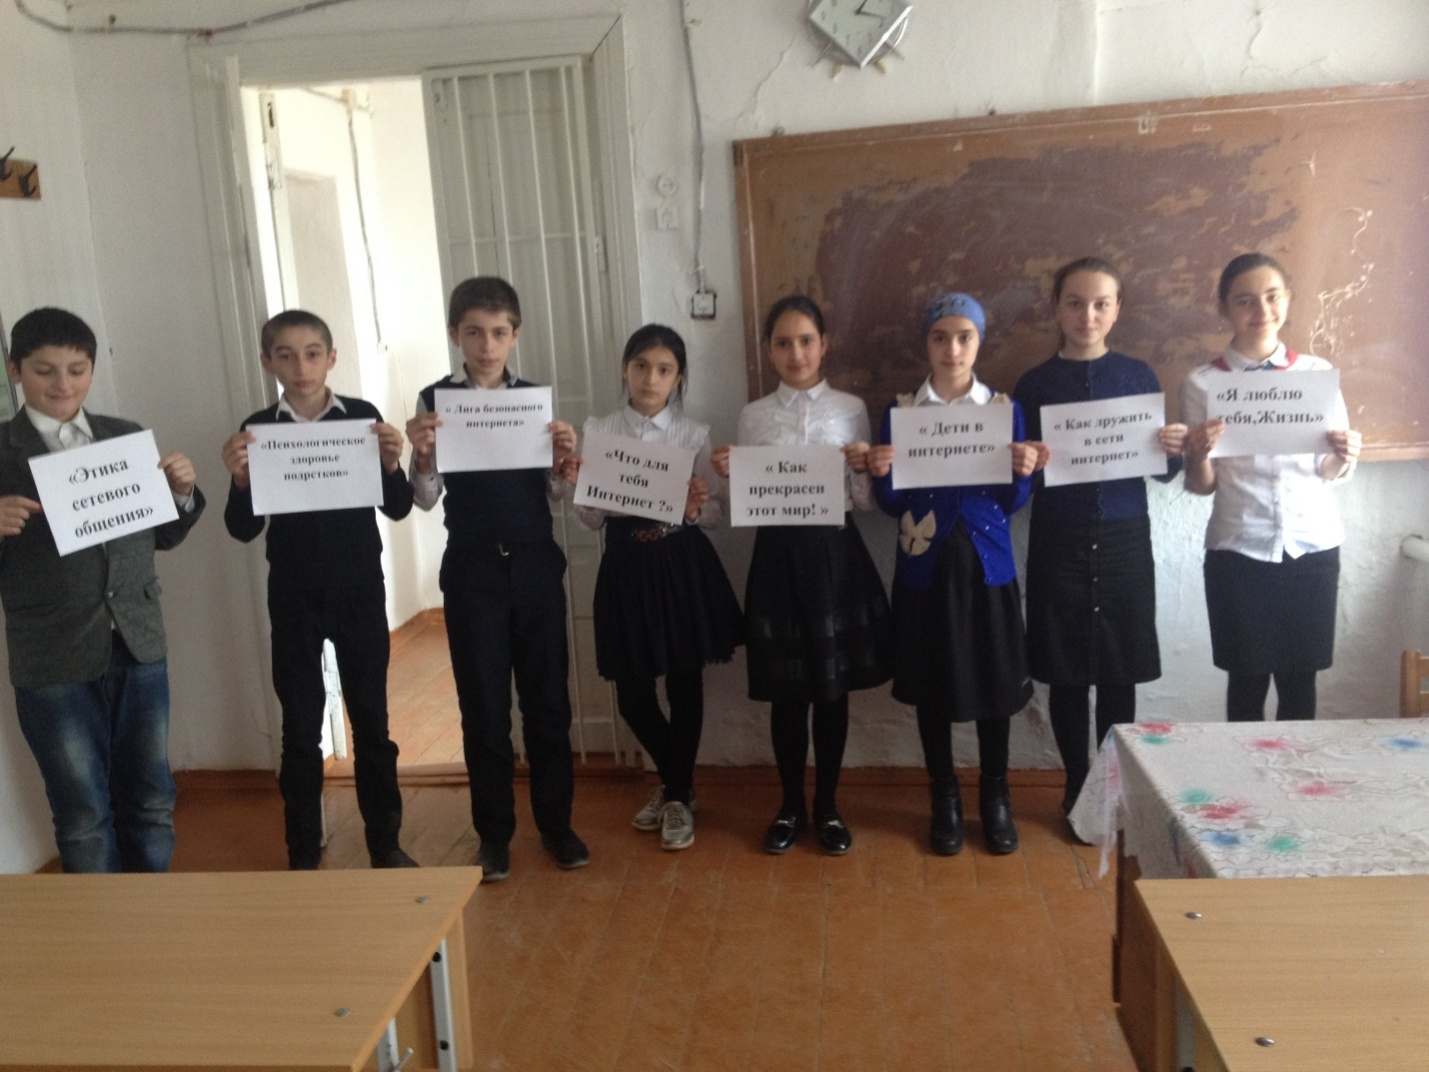 «Этика
сетевого
общения»
«Психологическое
здоровье
подрстков»
« Лига безопасного
интернета»
«Что для
тебя
Интернет ?»
« Как
прекрасен
этот мир! »
« Дети в
интернете»
« Как дружить
в сети
интернет»
«Я люблю
тебя,Жизнь»